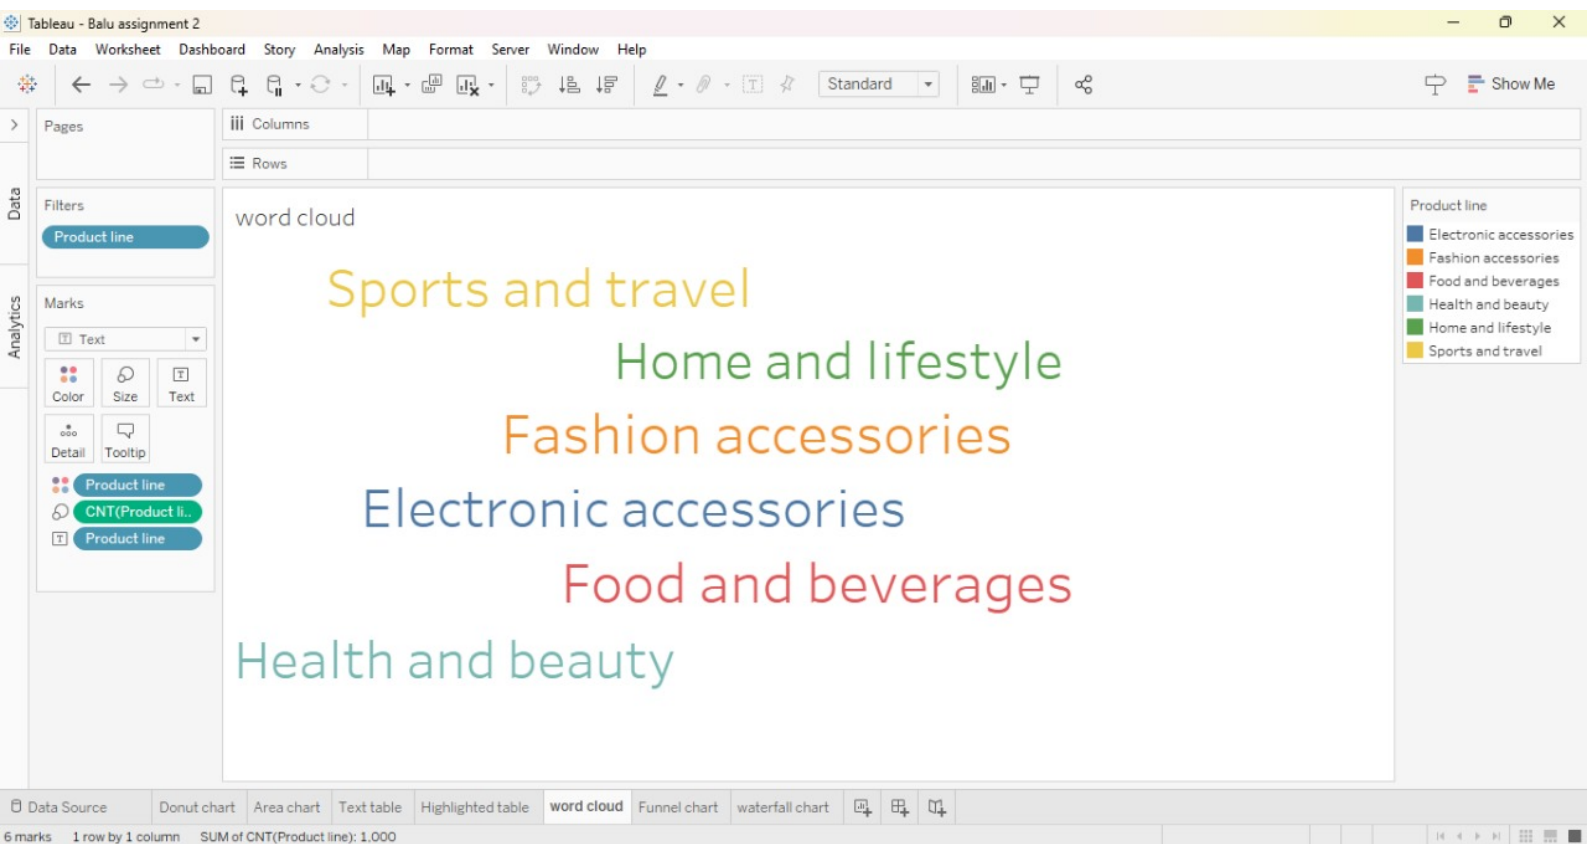 Tableau - Balu assignment 2
File Data Worksheet Dashboard Story Analysis Map Format Server Window Help
Standard
Show Me
Pages
Columns
Rows
Data
Analytics
Filters
Product line
Marks
Text
Color Size Text
Detail Tooltip
Product line
CNT(Product li..
Product line
word cloud
Sports and travel
Home and lifestyle
Fashion accessories
Electronic accessories
Food and beverages
Health and beauty
Product line
Electronic accessories
Fashion accessories
Food and beverages
Health and beauty
Home and lifestyle
Sports and travel
Data Source Donut chart Area chart Text table Highlighted table word cloud Funnel chart waterfall chart
6 marks 1 row by 1 column SUM of CNT(Product line): 1,000